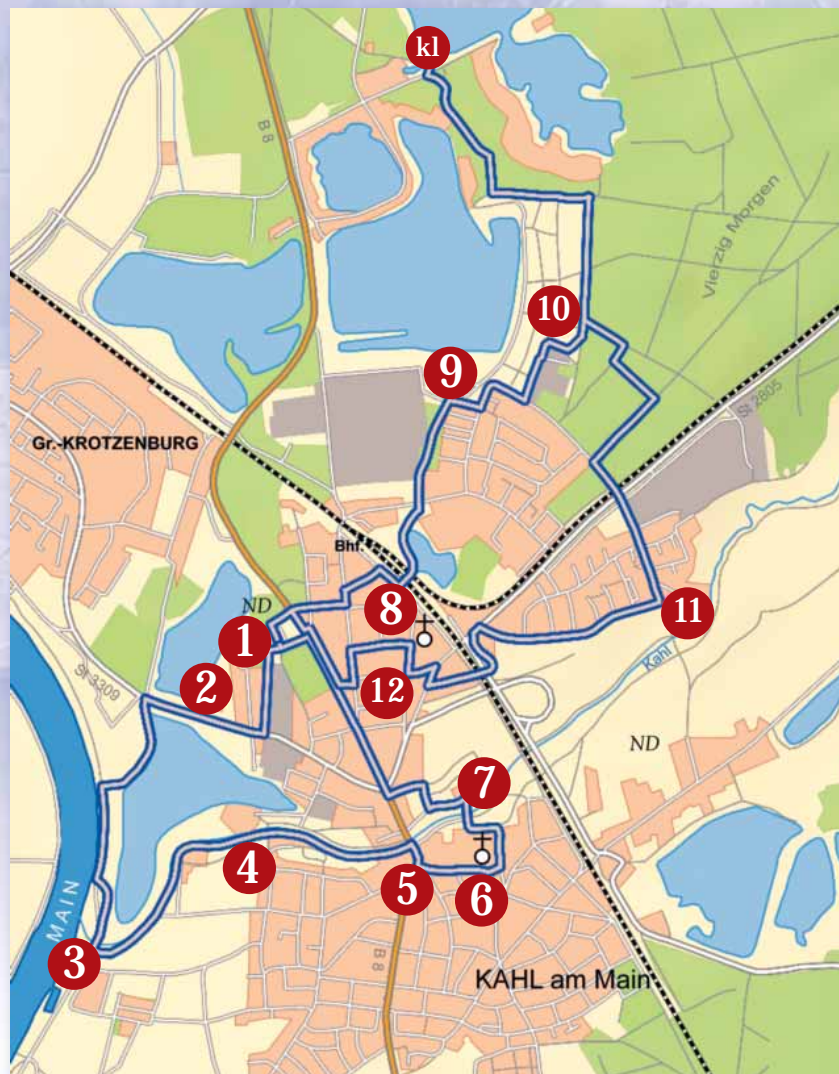 kl
B 8
Vierzig Morgen
10
9
St 2805
Gr.-KROTZENBURG
Bhf.
ND
8
11
1
12
Kahl
2
St 3309
ND
7
4
5
6
MAIN
3
B 8
KAHL am Main